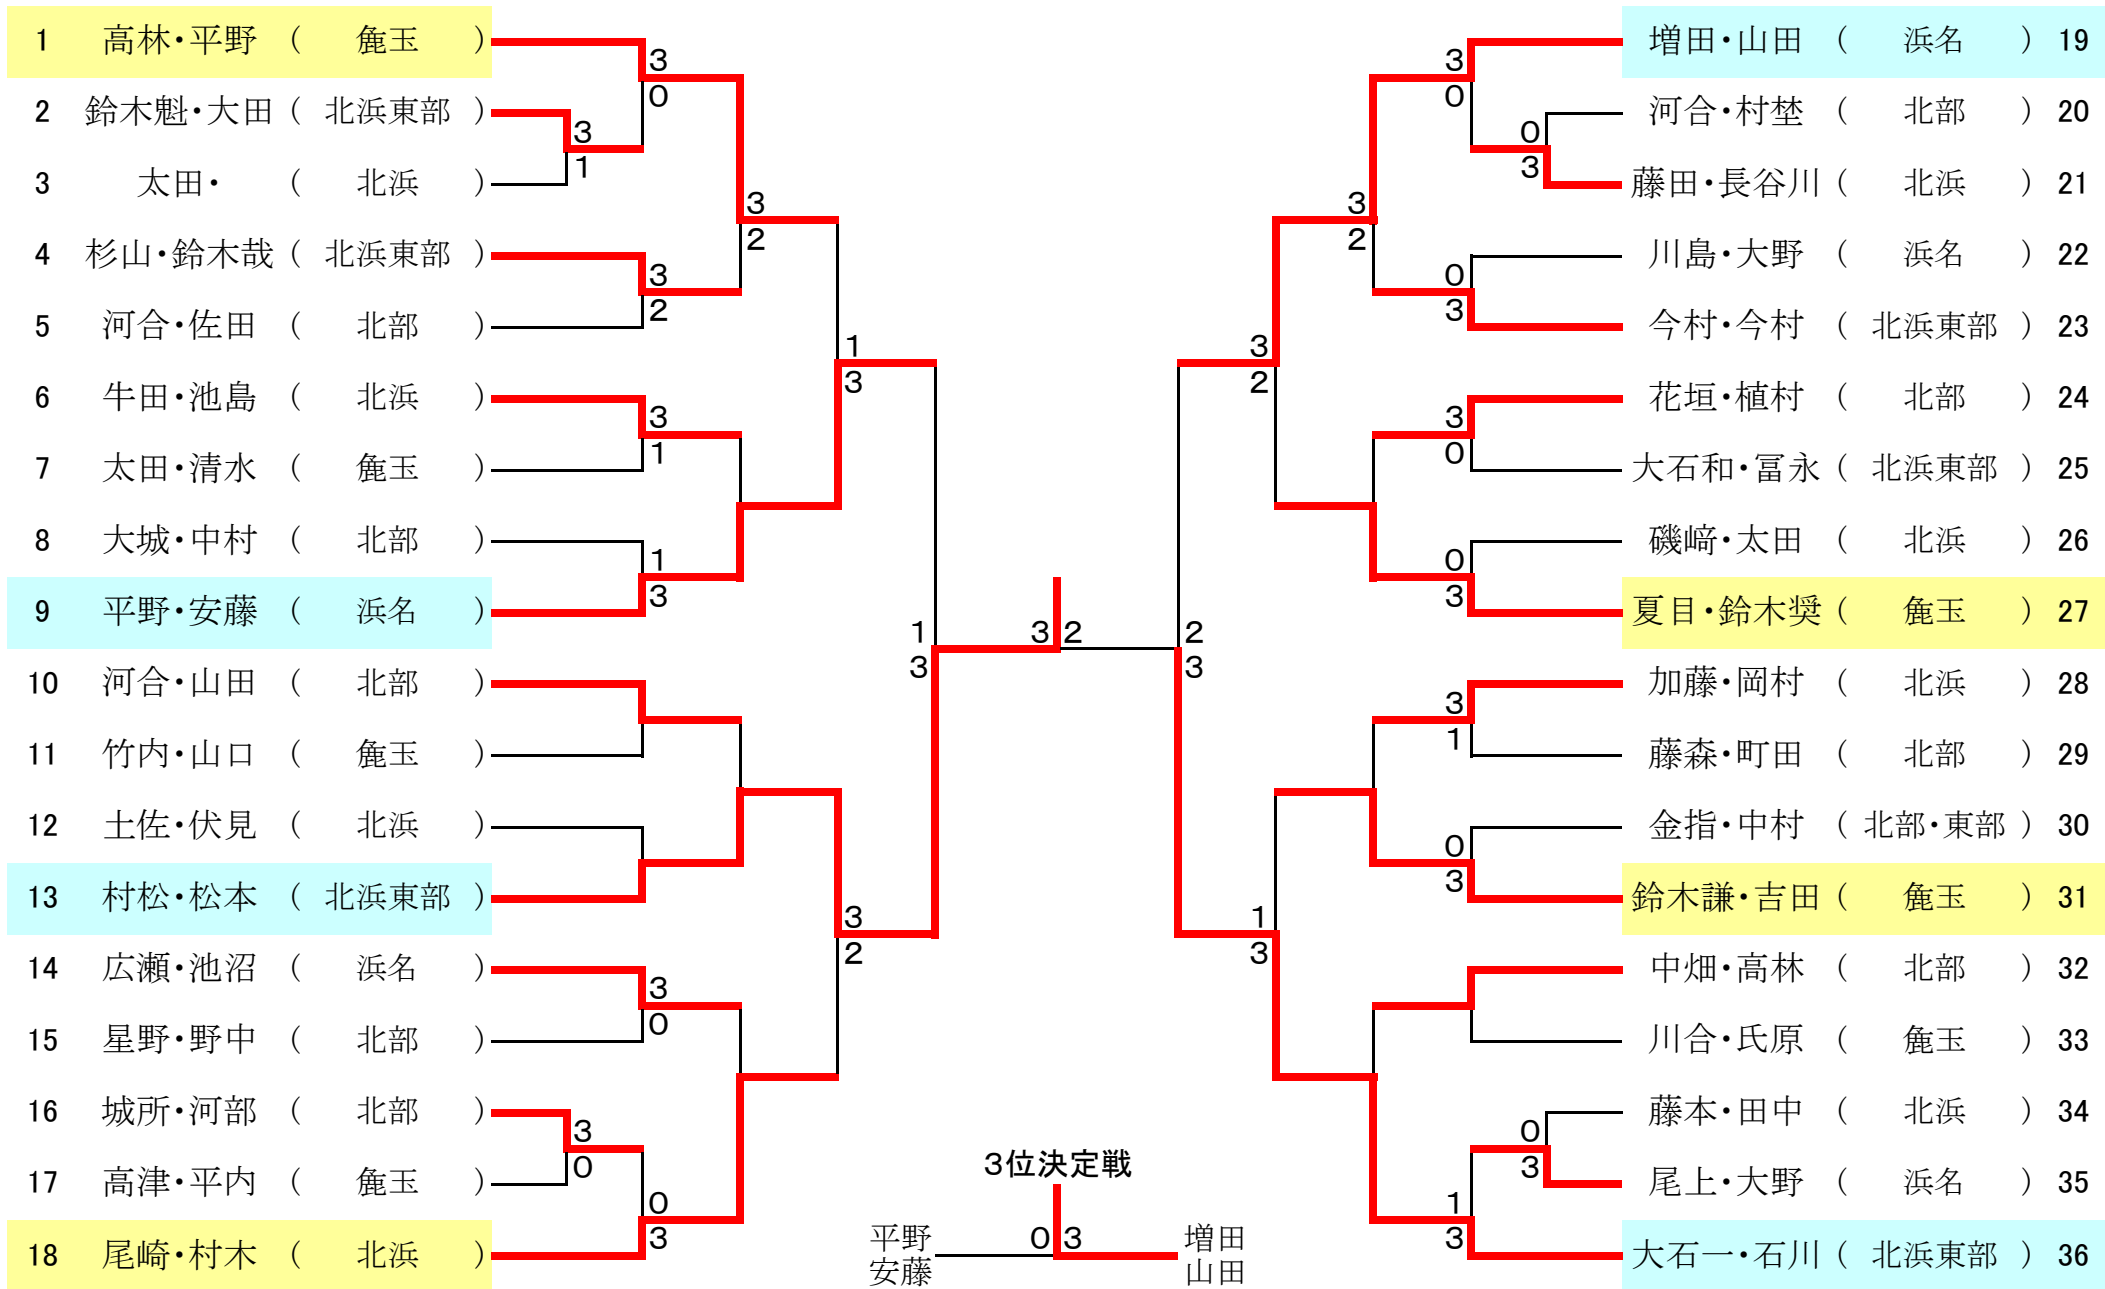 1 高林・平野 ( 麁玉 )
2 鈴木魁・大田 ( 北浜東部 )
3 太田・ ( 北浜 )
4 杉山・鈴木哉 ( 北浜東部 )
5 河合・佐田 ( 北部 )
6 牛田・池島 ( 北浜 )
7 太田・清水 ( 麁玉 )
8 大城・中村 ( 北部 )
9 平野・安藤 ( 浜名 )
10 河合・山田 ( 北部 )
11 竹内・山口 ( 麁玉 )
12 土佐・伏見 ( 北浜 )
13 村松・松本 ( 北浜東部 )
14 広瀬・池沼 ( 浜名 )
15 星野・野中 ( 北部 )
16 城所・河部 ( 北部 )
17 高津・平内 ( 麁玉 )
18 尾崎・村木 ( 北浜 )
3
0
3
1
3
2
3
1
1
3
3
0
3
0
0
3
3
2
1
3
3
2
1
3
3 2
2
3
3
2
1
3
3
2
3
0
0
3
0
3
3
0
0
3
3
1
0
3
0
3
1
3
増田・山田 ( 浜名 ) 19
河合・村埜 ( 北部 ) 20
藤田・長谷川 ( 北浜 ) 21
川島・大野 ( 浜名 ) 22
今村・今村 ( 北浜東部 ) 23
花垣・植村 ( 北部 ) 24
大石和・冨永 ( 北浜東部 ) 25
磯﨑・太田 ( 北浜 ) 26
夏目・鈴木奨 ( 麁玉 ) 27
加藤・岡村 ( 北浜 ) 28
藤森・町田 ( 北部 ) 29
金指・中村 ( 北部・東部 ) 30
鈴木謙・吉田 ( 麁玉 ) 31
中畑・高林 ( 北部 ) 32
川合・氏原 ( 麁玉 ) 33
藤本・田中 ( 北浜 ) 34
尾上・大野 ( 浜名 ) 35
大石一・石川 ( 北浜東部 ) 36
3位決定戦
平野
安藤
0 3
増田
山田